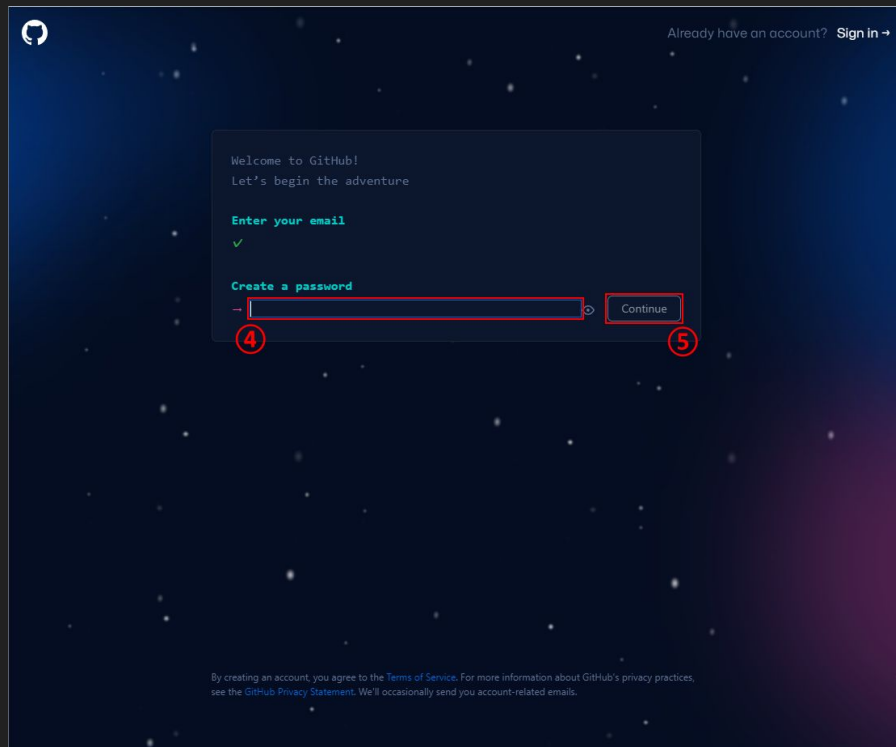 Already have an account? Sign in →
Welcome to GitHub!
Let's begin the adventure
Enter your email
✓
Create a password
→
Continue
④
⑤
By creating an account, you agree to the Terms of Service. For more information about GitHub's privacy practices,
see the GitHub Privacy Statement. We'll occasionally send you account-related emails.